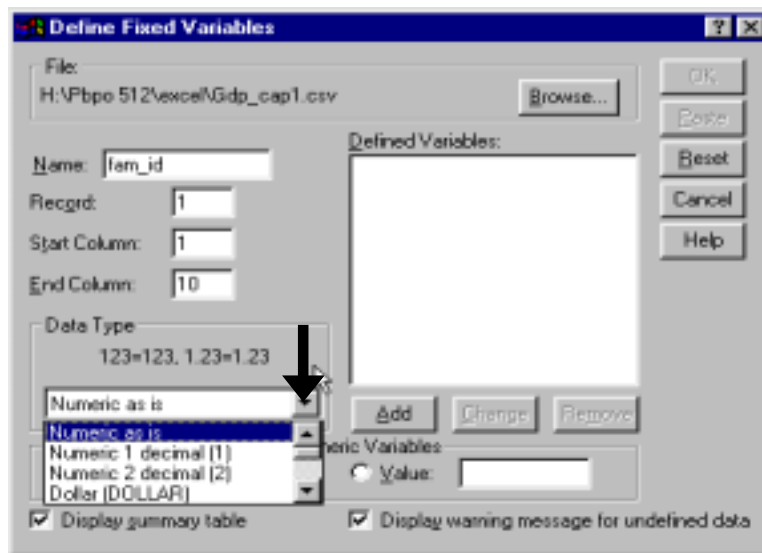 Define Fixed Variables
File:
H:\Pbpo 512\excel\Gdp_cap1.csv
Browse...
OK
Paste
Reset
Cancel
Help
Name: fam_id
Record: 1
Start Column: 1
End Column: 10
Defined Variables:
Data Type
123=123, 1.23=1.23
Numeric as is
Numeric as is
Numeric 1 decimal (1)
Numeric 2 decimal (2)
Dollar (DOLLAR)
Add
Change
Remove
eric Variables
Value:
Display summary table
Display warning message for undefined data